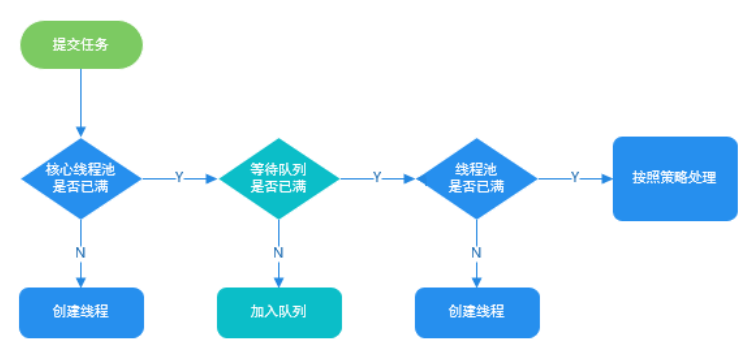 提交任务
核心线程池
是否已满
Y
等待队列
是否已满
Y
线程池
是否已满
Y
按照策略处理
N
N
N
创建线程
加入队列
创建线程